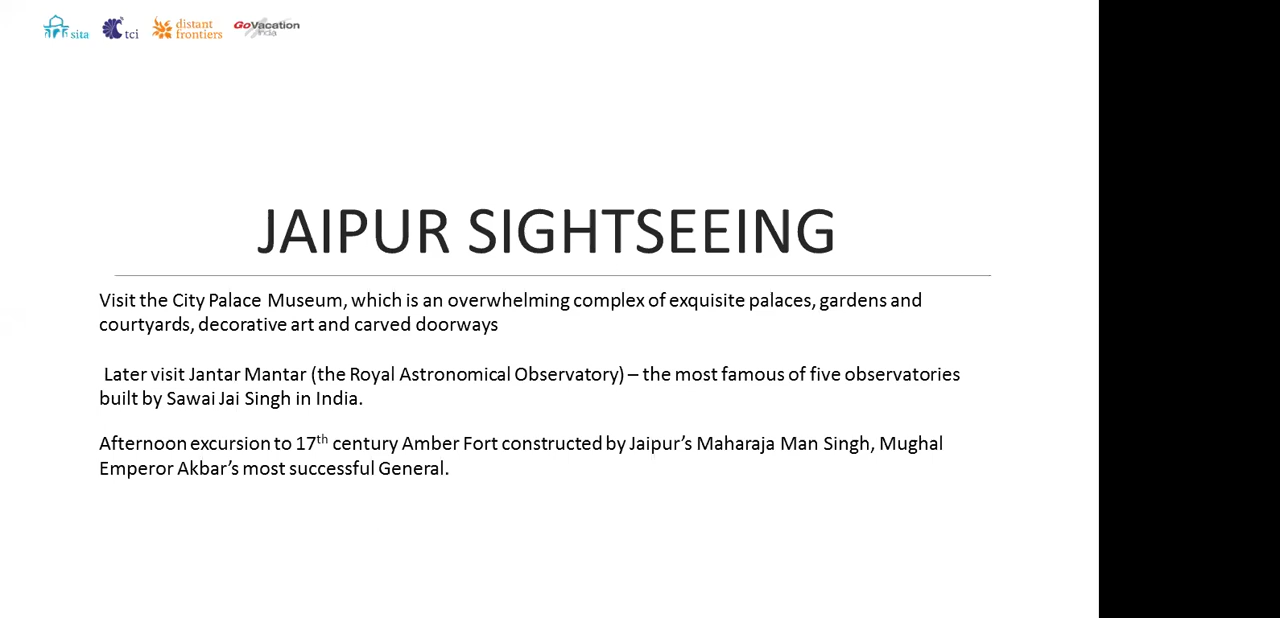 sita tci distant frontiers GoVacation India
JAIPUR SIGHTSEEING
Visit the City Palace Museum, which is an overwhelming complex of exquisite palaces, gardens and
courtyards, decorative art and carved doorways
Later visit Jantar Mantar (the Royal Astronomical Observatory) – the most famous of five observatories
built by Sawai Jai Singh in India.
Afternoon excursion to 17th century Amber Fort constructed by Jaipur’s Maharaja Man Singh, Mughal
Emperor Akbar’s most successful General.